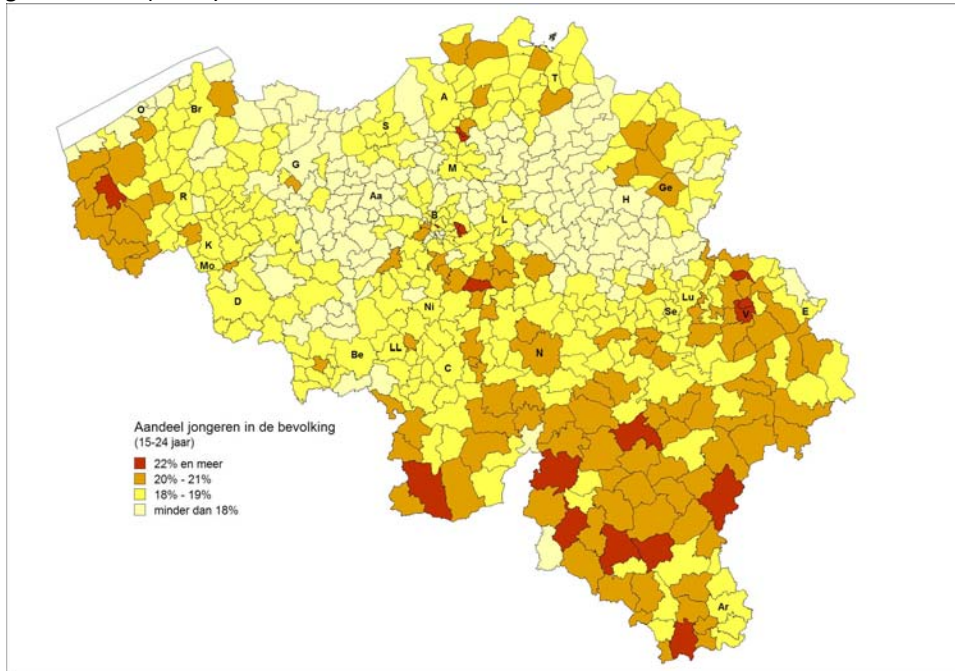 A
T
O
Br
S
G
M
Ge
R
Aa
B
L
H
K
Mo
D
Ni
Lu
Se
V
E
Be
LL
N
C
Aandeel jongeren in de bevolking
(15-24 jaar)
22% en meer
20% - 21%
18% - 19%
minder dan 18%
Ar